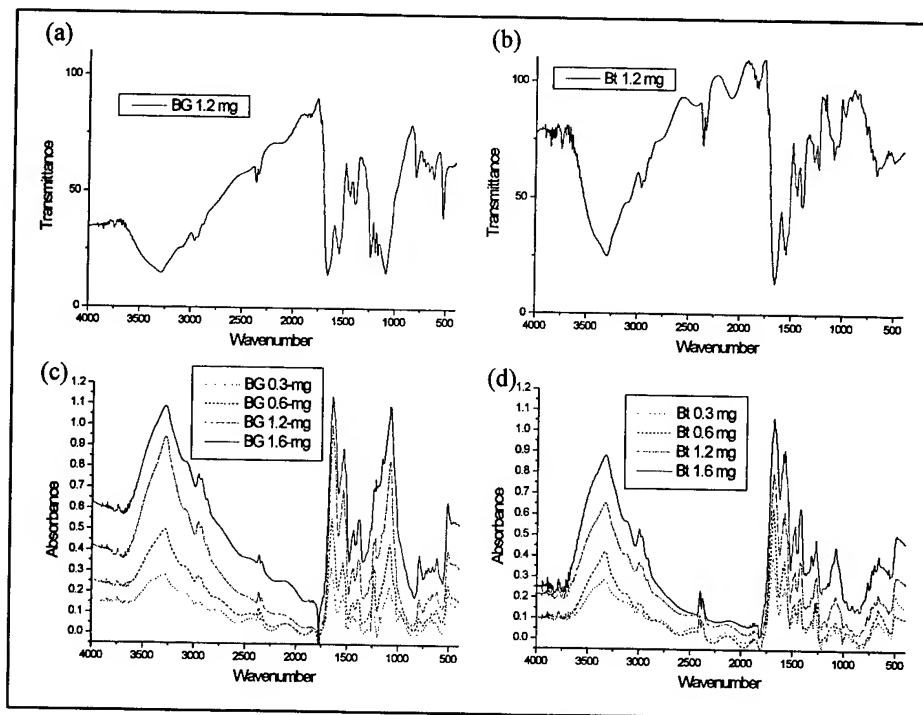 (a)
(b)
100
50
0
Transmittance
BG 1.2 mg
4000 3500 3000 2500 2000 1500 1000 500
Wavenumber
100
50
0
Transmittance
Bt 1.2 mg
4000 3500 3000 2500 2000 1500 1000 500
Wavenumber
(c)
1.2
1.1
1.0
0.9
0.8
0.7
0.6
0.5
0.4
0.3
0.2
0.1
0.0
Absorbance
BG 0.3-mg
BG 0.6-mg
BG 1.2-mg
BG 1.6-mg
4000 3500 3000 2500 2000 1500 1000 500
Wavenumber
(d)
1.2
1.1
1.0
0.9
0.8
0.7
0.6
0.5
0.4
0.3
0.2
0.1
0.0
Absorbance
Bt 0.3 mg
Bt 0.6 mg
Bt 1.2 mg
Bt 1.6 mg
4000 3500 3000 2500 2000 1500 1000 500
Wavenumber